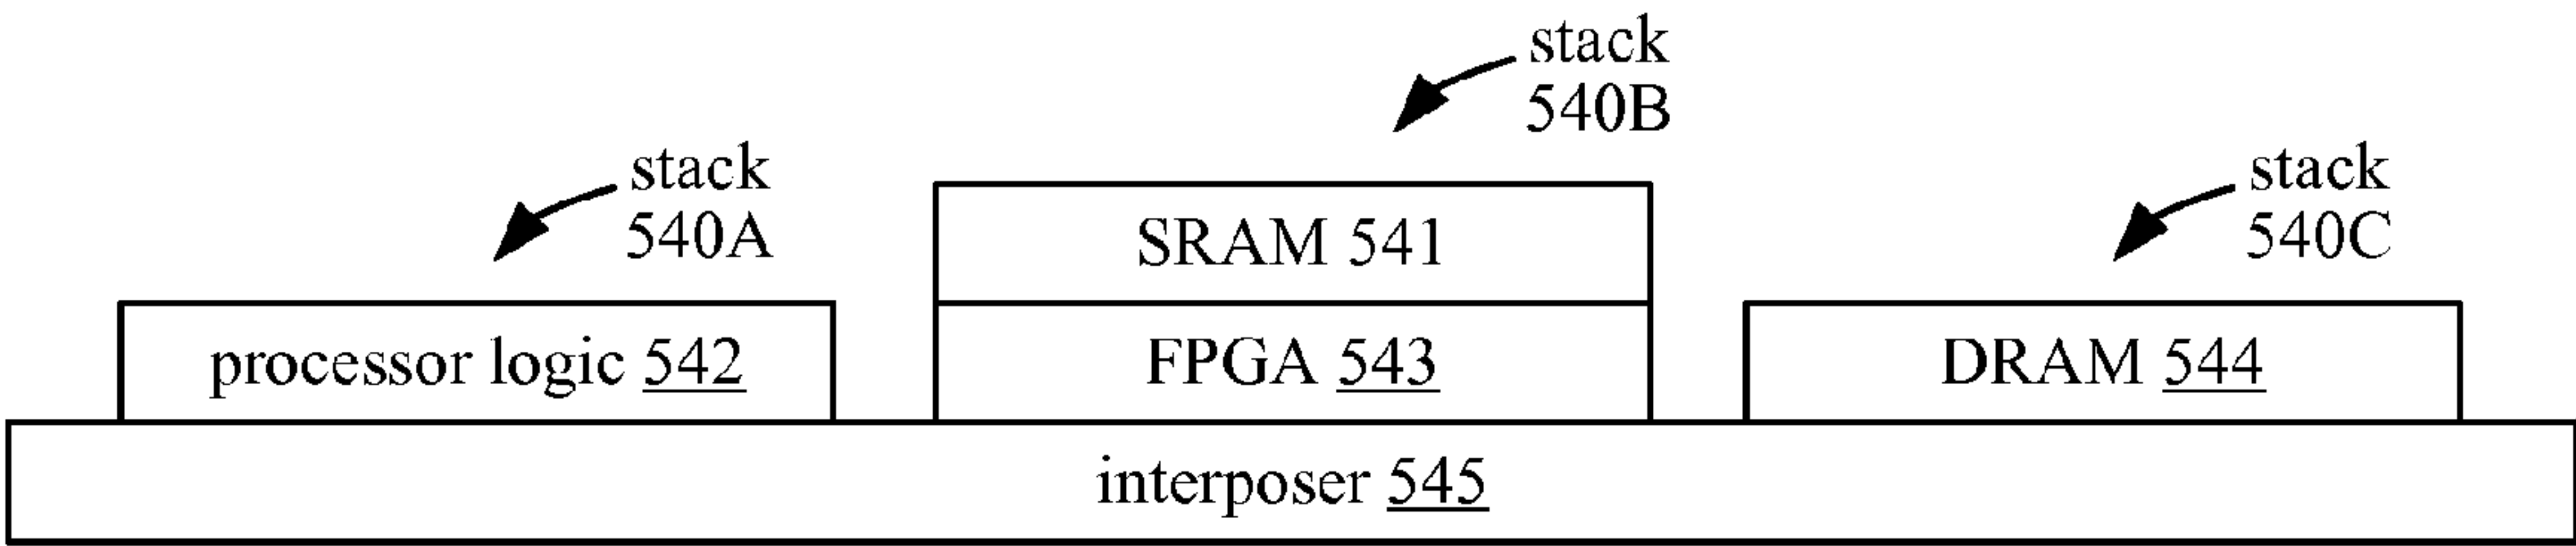 stack
540B
stack
540A
stack
540C
SRAM 541
processor logic 542
FPGA 543
DRAM 544
interposer 545